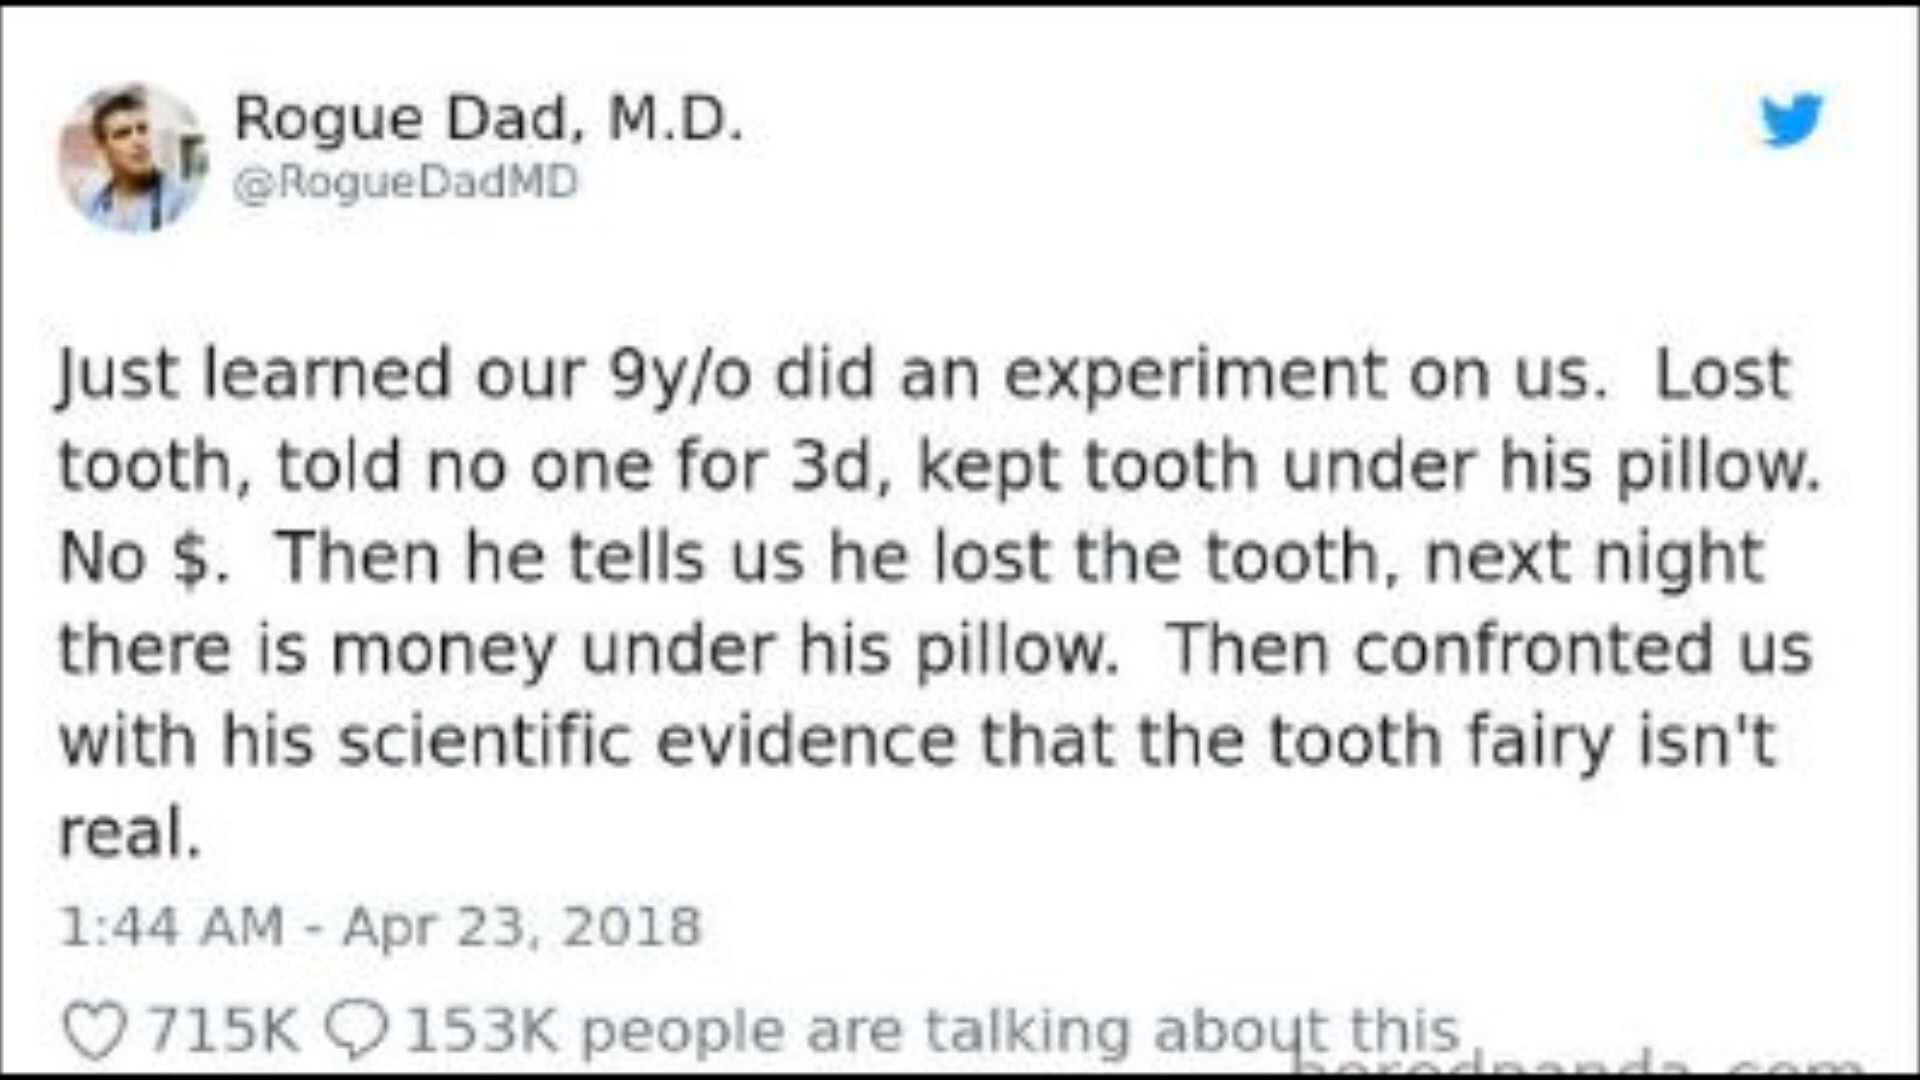 Rogue Dad, M.D.
@RogueDadMD
Just learned our 9y/o did an experiment on us.  Lost
tooth, told no one for 3d, kept tooth under his pillow.
No $.  Then he tells us he lost the tooth, next night
there is money under his pillow.  Then confronted us
with his scientific evidence that the tooth fairy isn't
real.
1:44 AM - Apr 23, 2018
715K 153K people are talking about this
boredpanda.com